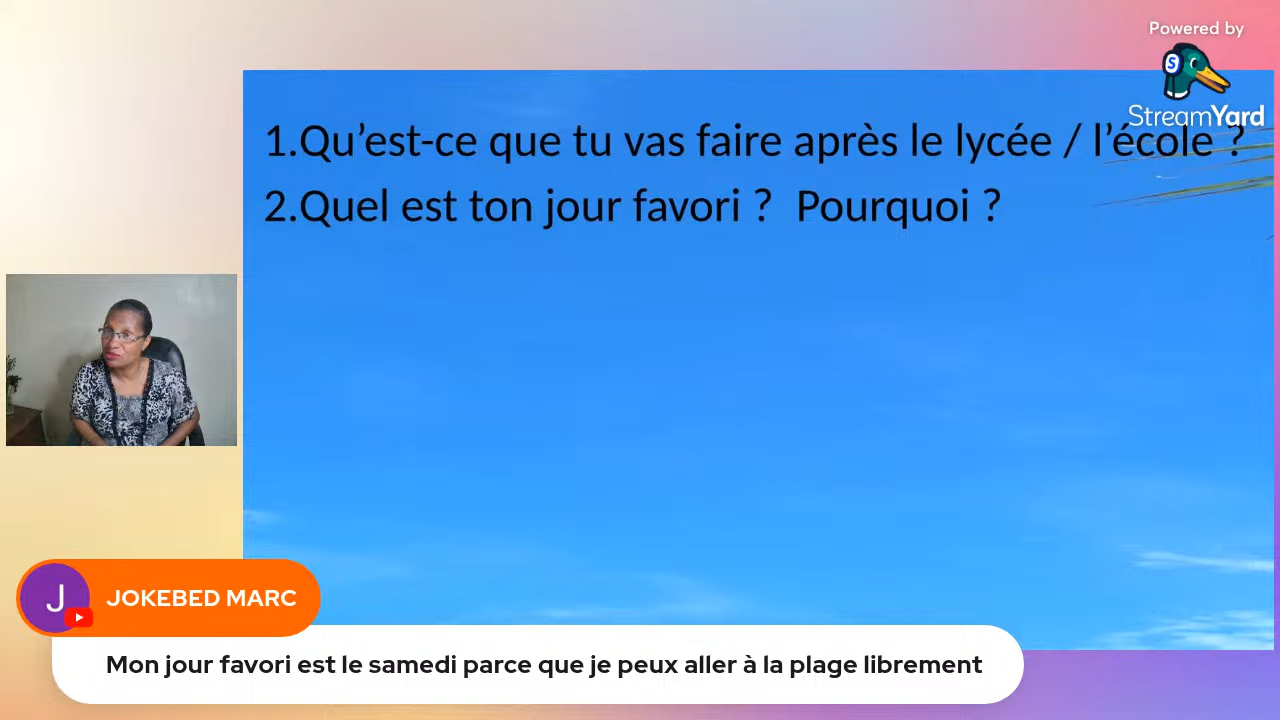 Powered by
StreamYard
1.Qu’est-ce que tu vas faire après le lycée / l’école ?
2.Quel est ton jour favori ?  Pourquoi ?
J
JOKEBED MARC
Mon jour favori est le samedi parce que je peux aller à la plage librement